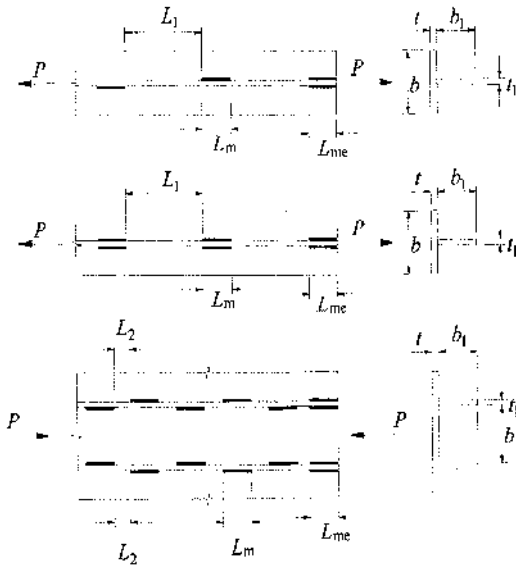 L₁ t b₁
P P b t₁
Lm Lme
L₁ t b₁
P P b t₁
Lm Lme
L₂ t b₁
P P t₁
b
L₂ Lm Lme